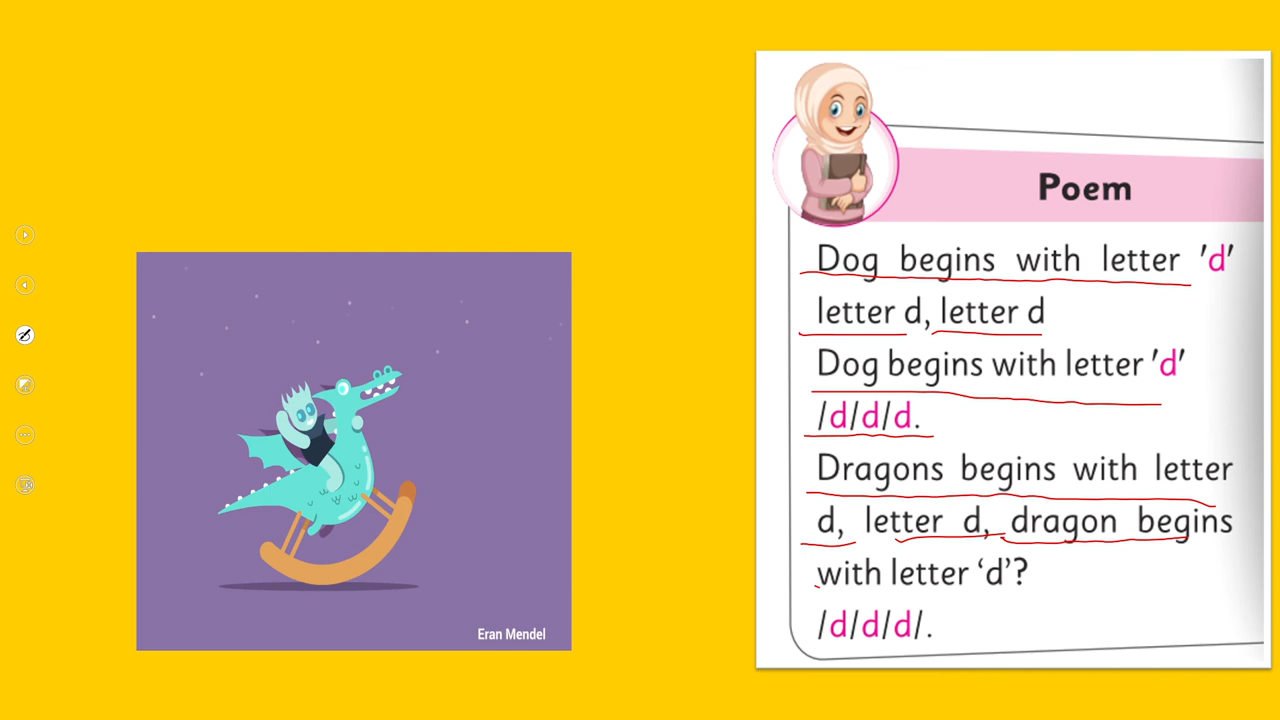 Poem
Dog begins with letter 'd'
letter d, letter d
Dog begins with letter 'd'
/d/d/d.
Dragons begins with letter
d, letter d, dragon begins
with letter ‘d’?
/d/d/d/.
Eran Mendel